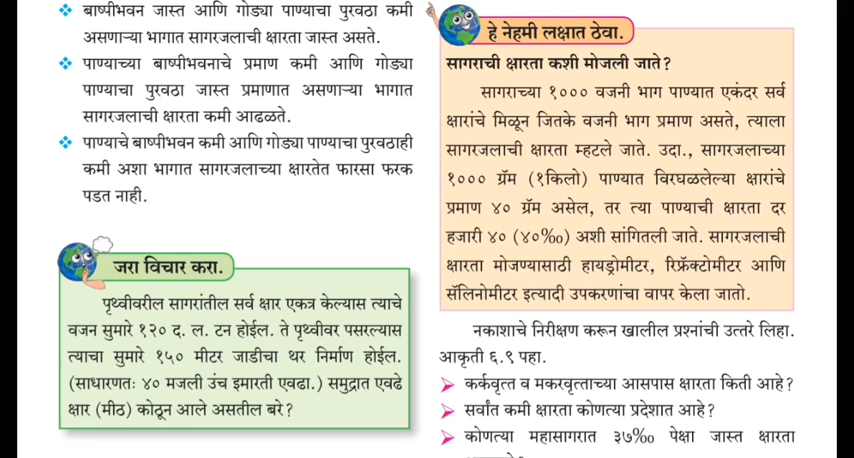 बाष्पीभवन जास्त आणि गोड्या पाण्याचा पुरवठा कमी
असणाऱ्या भागात सागरजलाची क्षारता जास्त असते.
पाण्याच्या बाष्पीभवनाचे प्रमाण कमी आणि गोड्या
पाण्याचा पुरवठा जास्त प्रमाणात असणाऱ्या भागात
सागरजलाची क्षारता कमी आढळते.
पाण्याचे बाष्पीभवन कमी आणि गोड्या पाण्याचा पुरवठाही
कमी अशा भागात सागरजलाच्या क्षारतेत फारसा फरक
पडत नाही.
जरा विचार करा.
पृथ्वीवरील सागरांतील सर्व क्षार एकत्र केल्यास त्याचे
वजन सुमारे १२० द. ल. टन होईल. ते पृथ्वीवर पसरल्यास
त्याचा सुमारे १५० मीटर जाडीचा थर निर्माण होईल.
(साधारणतः ४० मजली उंच इमारती एवढा.) समुद्रात एवढे
क्षार (मीठ) कोठून आले असतील बरे?
हे नेहमी लक्षात ठेवा.
सागराची क्षारता कशी मोजली जाते?
सागराच्या १००० वजनी भाग पाण्यात एकंदर सर्व
क्षारांचे मिळून जितके वजनी भाग प्रमाण असते, त्याला
सागरजलाची क्षारता म्हटले जाते. उदा., सागरजलाच्या
१००० ग्रॅम (१किलो) पाण्यात विरघळलेल्या क्षारांचे
प्रमाण ४० ग्रॅम असेल, तर त्या पाण्याची क्षारता दर
हजारी ४० (४०‰) अशी सांगितली जाते. सागरजलाची
क्षारता मोजण्यासाठी हायड्रोमीटर, रिफ्रॅक्टोमीटर आणि
सॅलिनोमीटर इत्यादी उपकरणांचा वापर केला जातो.
नकाशाचे निरीक्षण करून खालील प्रश्नांची उत्तरे लिहा.
आकृती ६.९ पहा.
कर्कवृत्त व मकरवृत्ताच्या आसपास क्षारता किती आहे?
सर्वांत कमी क्षारता कोणत्या प्रदेशात आहे?
कोणत्या महासागरात ३७‰ पेक्षा जास्त क्षारता